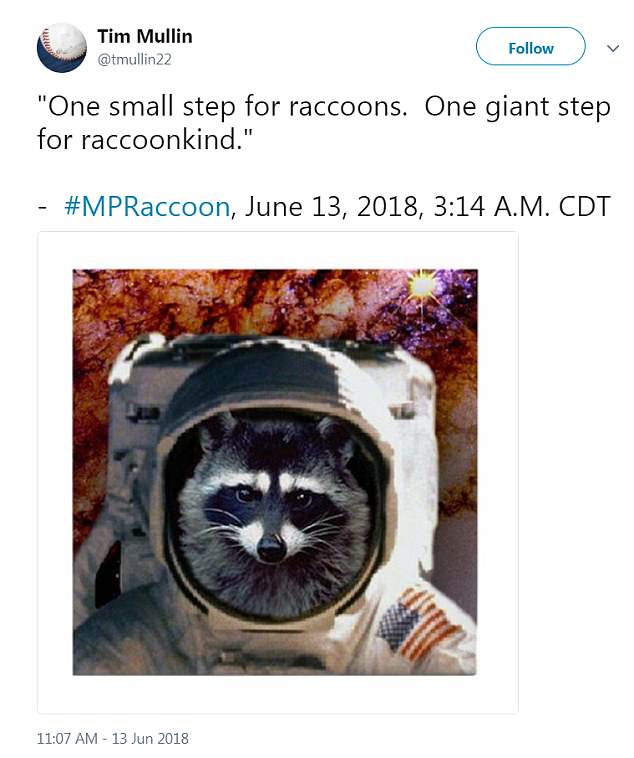 Tim Mullin
@tmullin22
Follow
"One small step for raccoons.  One giant step
for raccoonkind."
-  #MPRaccoon, June 13, 2018, 3:14 A.M. CDT
11:07 AM - 13 Jun 2018